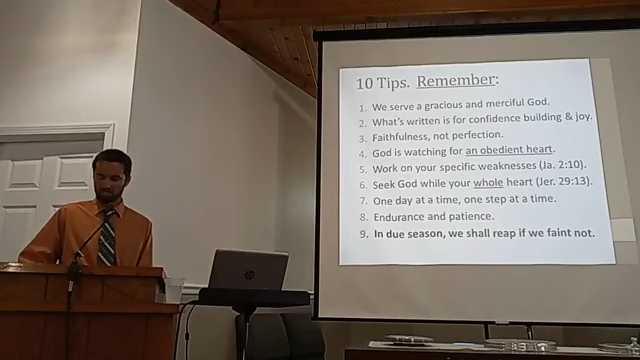 10 Tips. Remember:
1. We serve a gracious and merciful God.
2. What's written is for confidence building & joy.
3. Faithfulness, not perfection.
4. God is watching for an obedient heart.
5. Work on your specific weaknesses (Ja. 2:10).
6. Seek God while your whole heart (Jer. 29:13).
7. One day at a time, one step at a time.
8. Endurance and patience.
9. In due season, we shall reap if we faint not.
hp